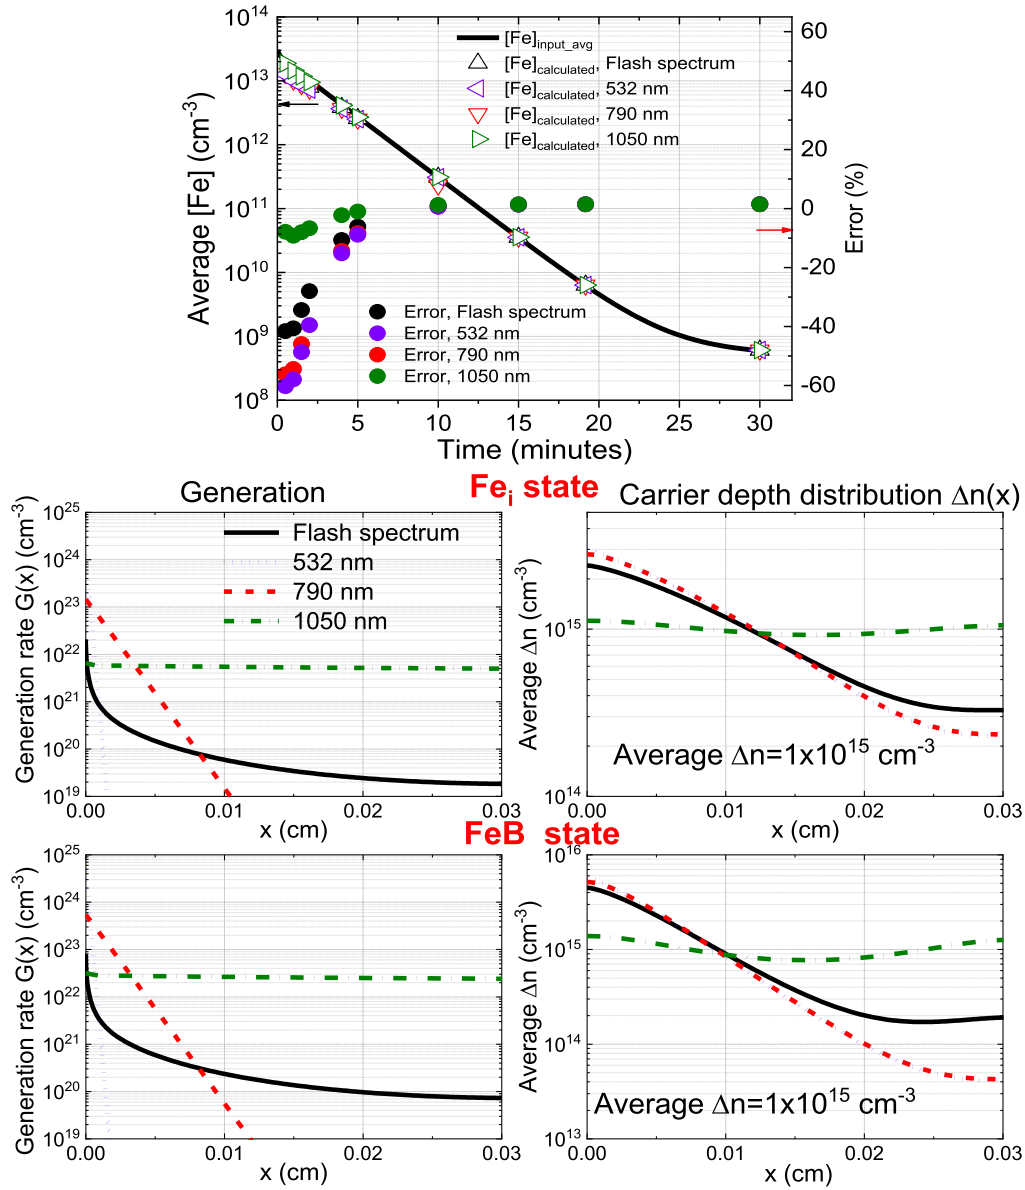 10^14
10^13
10^12
10^11
10^10
10^9
10^8
Average [Fe] (cm^-3)
[Fe]_input_avg
[Fe]_calculated, Flash spectrum
[Fe]_calculated, 532 nm
[Fe]_calculated, 790 nm
[Fe]_calculated, 1050 nm
Error, Flash spectrum
Error, 532 nm
Error, 790 nm
Error, 1050 nm
60
40
20
0
-20
-40
-60
Error (%)
0 5 10 15 20 25 30
Time (minutes)
Fe_i state
Generation
Carrier depth distribution Δn(x)
Generation rate G(x) (cm^-3)
10^25
10^24
10^23
10^22
10^21
10^20
10^19
Flash spectrum
532 nm
790 nm
1050 nm
0.00 0.01 0.02 0.03
x (cm)
Average Δn (cm^-3)
10^15
10^14
Average Δn=1x10^15 cm^-3
0.00 0.01 0.02 0.03
x (cm)
FeB state
Generation rate G(x) (cm^-3)
10^25
10^24
10^23
10^22
10^21
10^20
10^19
0.00 0.01 0.02 0.03
x (cm)
Average Δn (cm^-3)
10^16
10^15
10^14
10^13
Average Δn=1x10^15 cm^-3
0.00 0.01 0.02 0.03
x (cm)